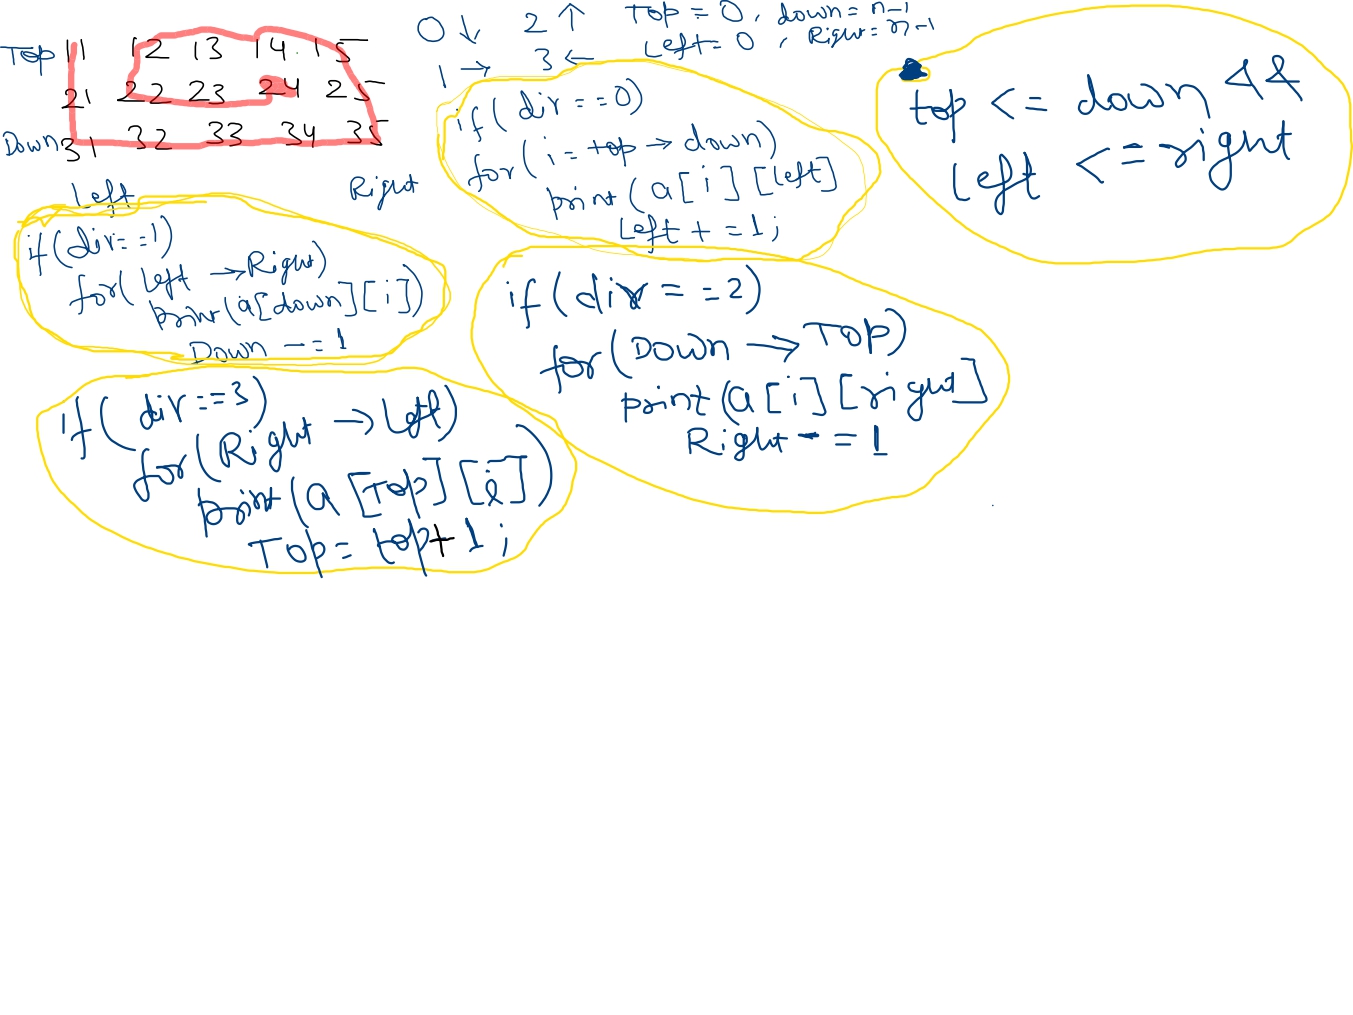 Top 11 12 13 14 15
21 22 23 24 25
Down 31 32 33 34 35
Left Right
0 ↓ 2 ↑
1 → 3 ←
Top = 0, down = n-1
Left = 0, Right = n-1
if (dir == 0)
for (i = top → down)
print (a[i][left]
Left += 1;
top <= down &&
left <= right
if (dir == 1)
for( left → Right)
print (a[down][i])
Down -= 1
if (dir == 2)
for (Down → Top)
print (a[i][right]
Right -= 1
if ( dir == 3)
for (Right → left)
print (a [Top] [i])
Top = top + 1;